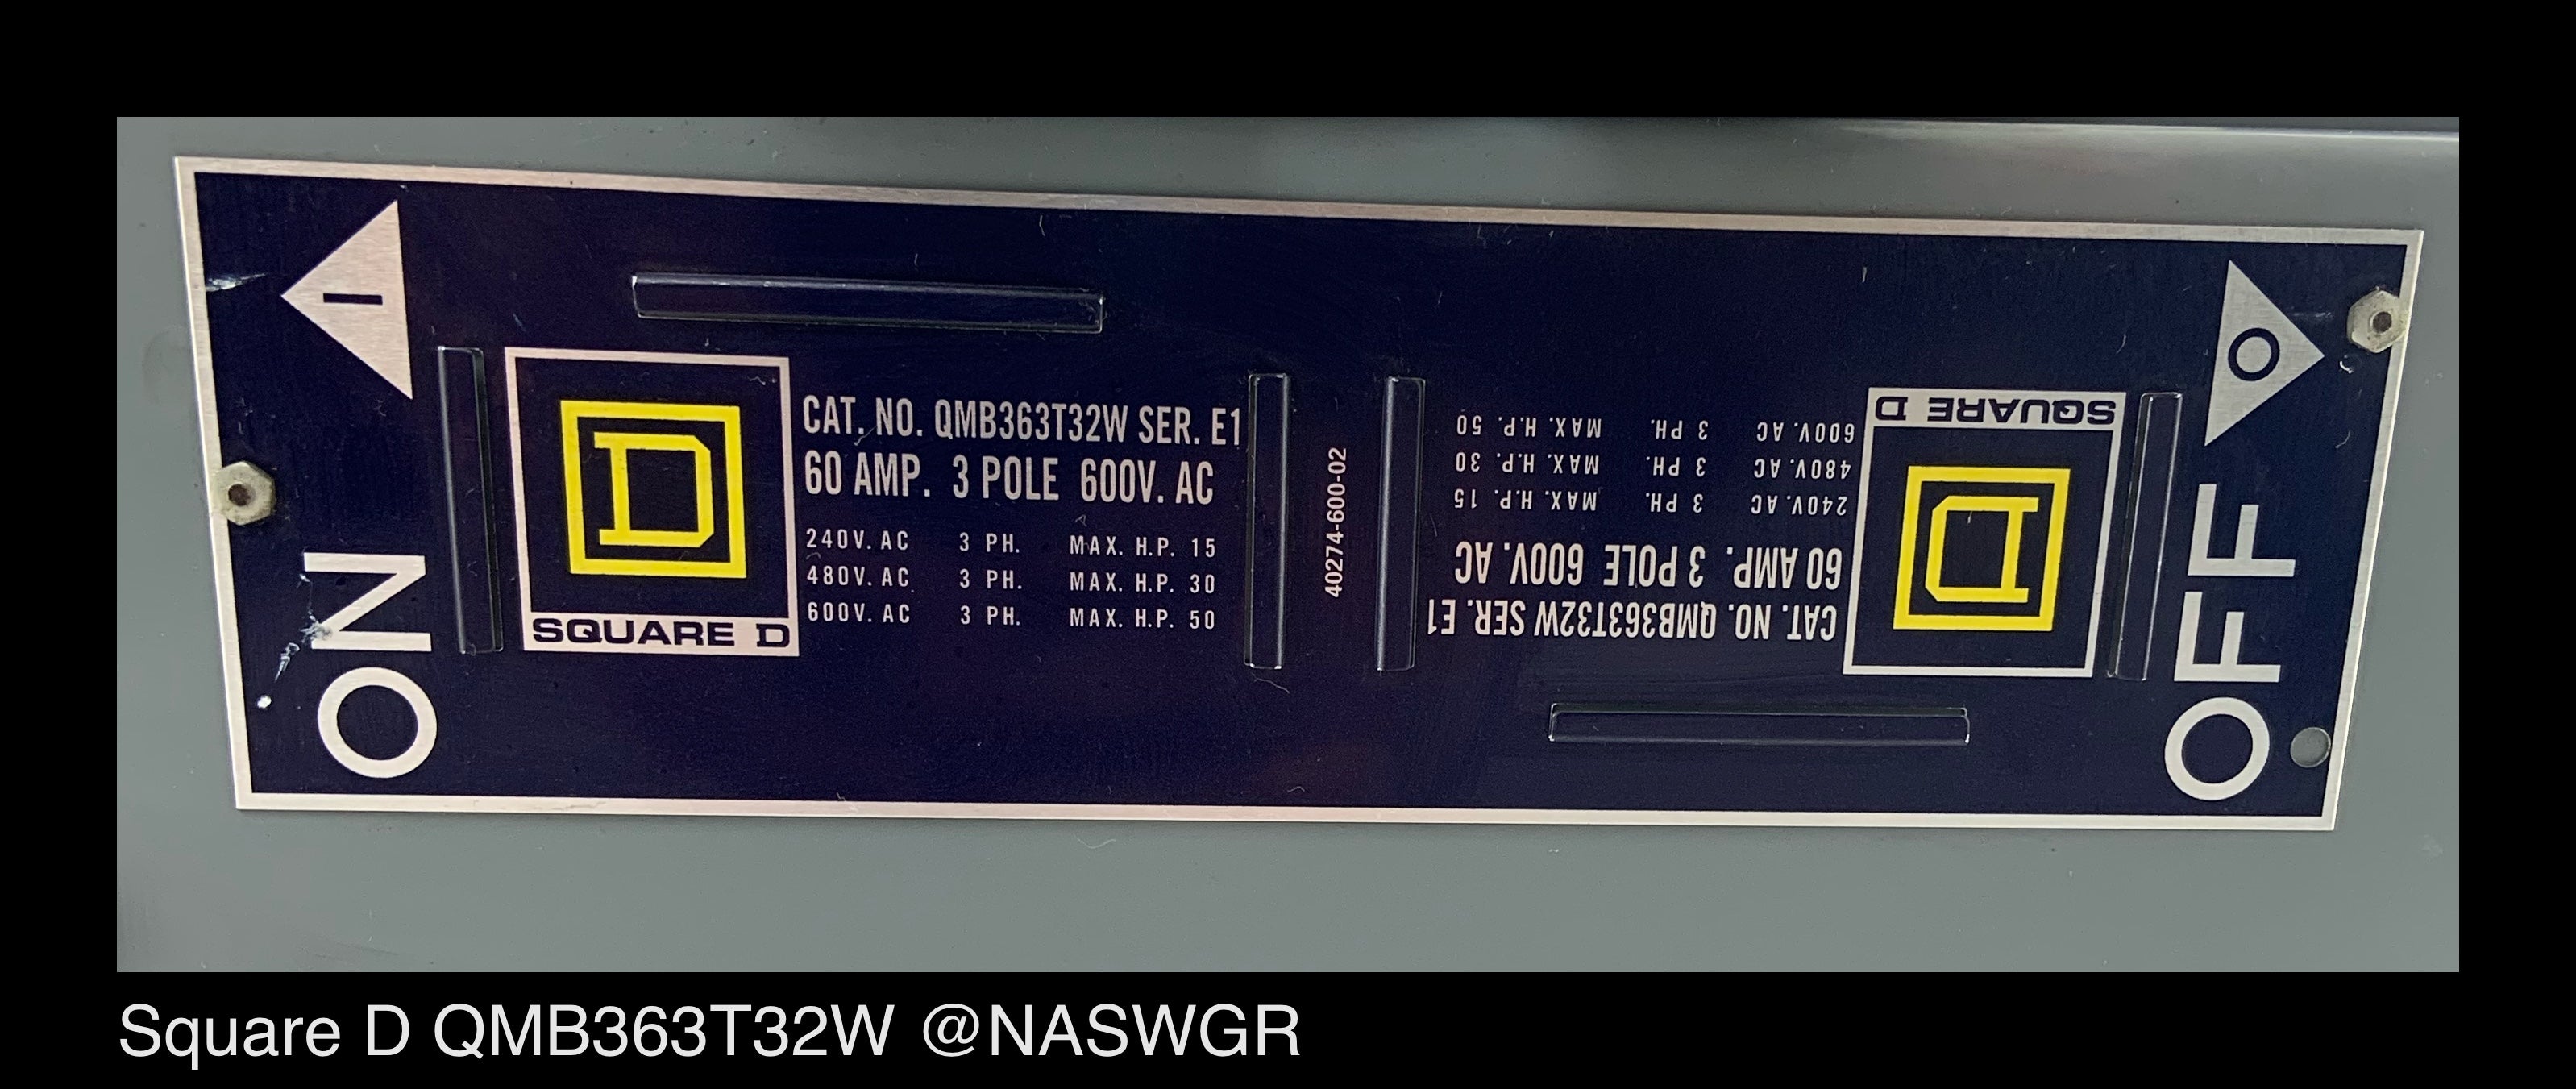 I
ON
D
SQUARE D
CAT. NO. QMB363T32W SER. E1
60 AMP. 3 POLE 600V. AC
240V. AC 3 PH. MAX. H.P. 15
480V. AC 3 PH. MAX. H.P. 30
600V. AC 3 PH. MAX. H.P. 50
40274-600-02
D
SQUARE D
CAT. NO. QMB363T32W SER. E1
60 AMP. 3 POLE 600V. AC
240V. AC 3 PH. MAX. H.P. 15
480V. AC 3 PH. MAX. H.P. 30
600V. AC 3 PH. MAX. H.P. 50
O
OFF
Square D QMB363T32W @NASWGR